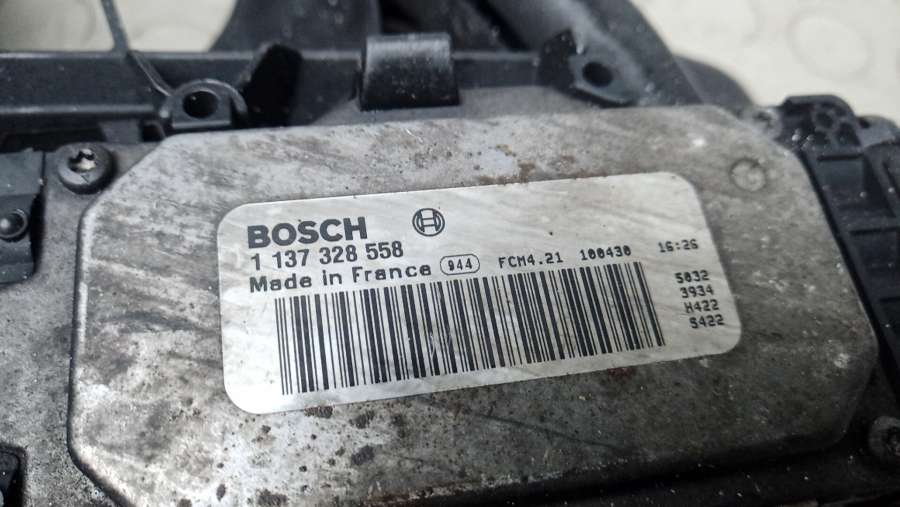 BOSCH
1 137 328 558
Made in France 944 FCM4.21 100430 16:26
5032
3934
H422
S422